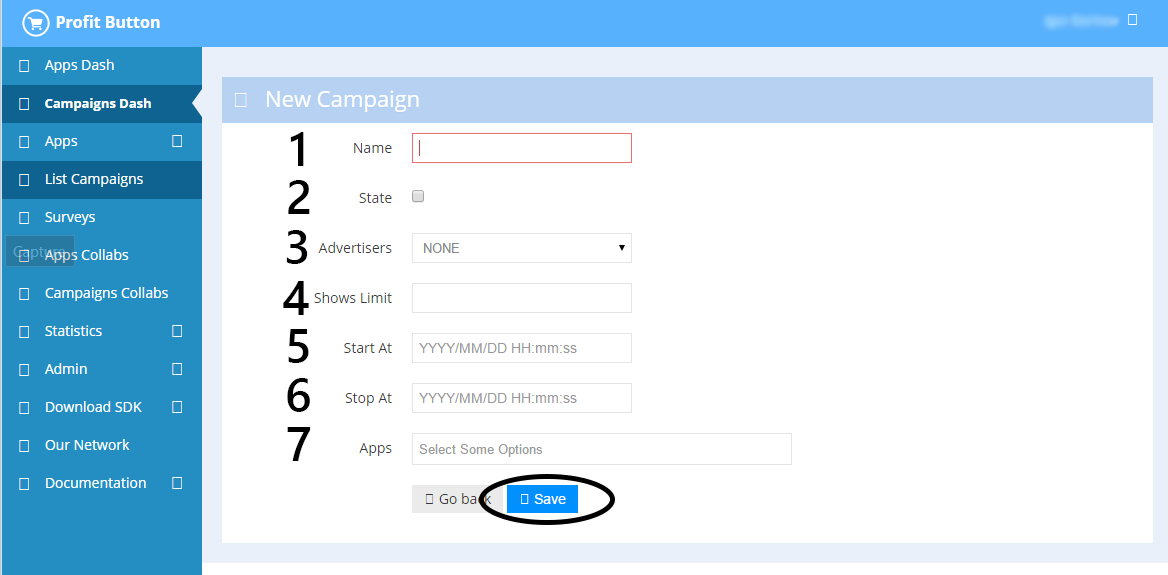 Profit Button
Apps Dash
Campaigns Dash
Apps
List Campaigns
Surveys
Capture
Apps Collabs
Campaigns Collabs
Statistics
Admin
Download SDK
Our Network
Documentation
New Campaign
1 Name
2 State
3 Advertisers NONE
4 Shows Limit
5 Start At YYYY/MM/DD HH:mm:ss
6 Stop At YYYY/MM/DD HH:mm:ss
7 Apps Select Some Options
Go back Save